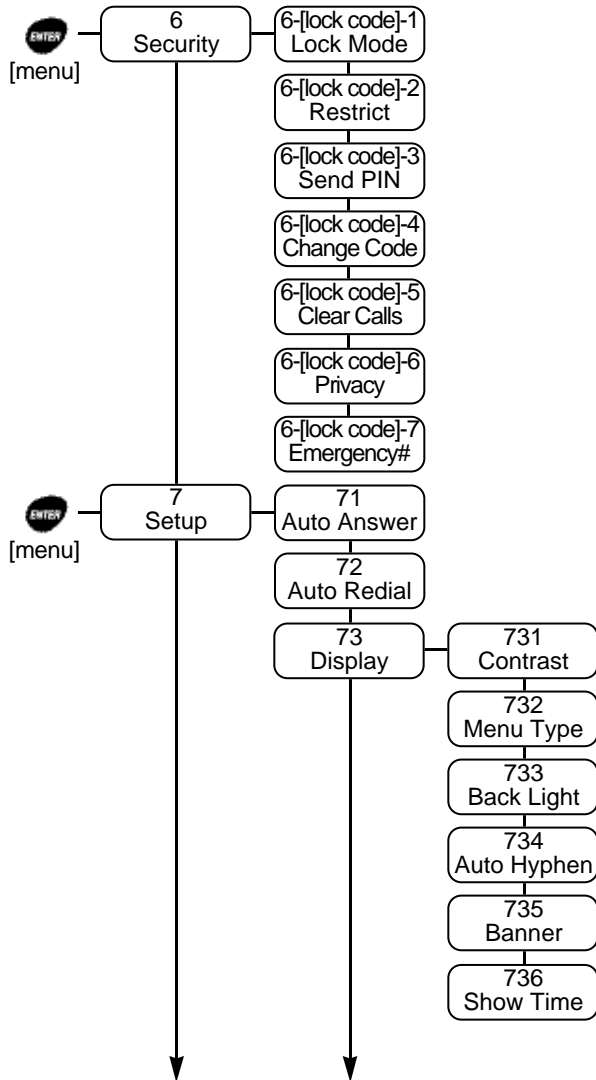 ENTER
[menu]
6
Security
6-[lock code]-1
Lock Mode
6-[lock code]-2
Restrict
6-[lock code]-3
Send PIN
6-[lock code]-4
Change Code
6-[lock code]-5
Clear Calls
6-[lock code]-6
Privacy
6-[lock code]-7
Emergency#
ENTER
[menu]
7
Setup
71
Auto Answer
72
Auto Redial
73
Display
731
Contrast
732
Menu Type
733
Back Light
734
Auto Hyphen
735
Banner
736
Show Time